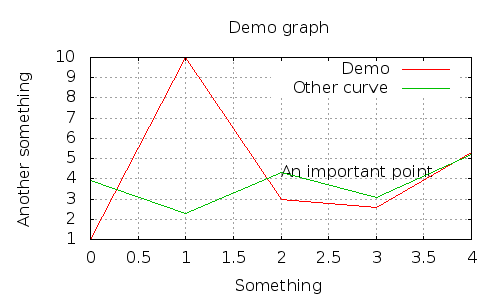 Demo graph
Another something
10
9
8
7
6
5
4
3
2
1
Demo
Other curve
An important point
0 0.5 1 1.5 2 2.5 3 3.5 4
Something